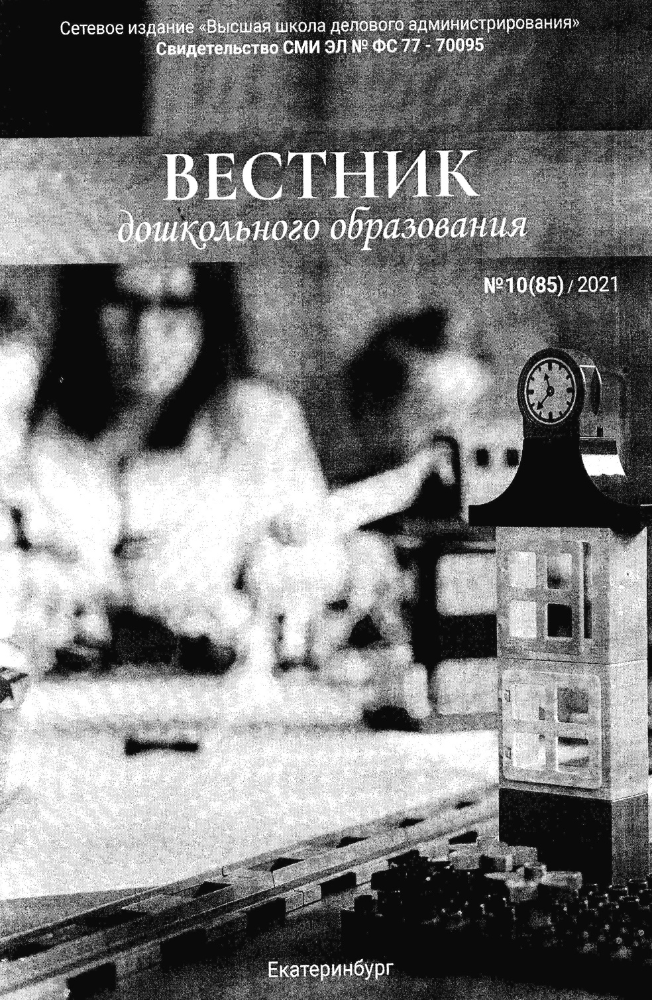 Сетевое издание «Высшая школа делового администрирования»
Свидетельство СМИ ЭЛ № ФС 77 - 70095
ВЕСТНИК
дошкольного образования
№10(85) / 2021
Екатеринбург